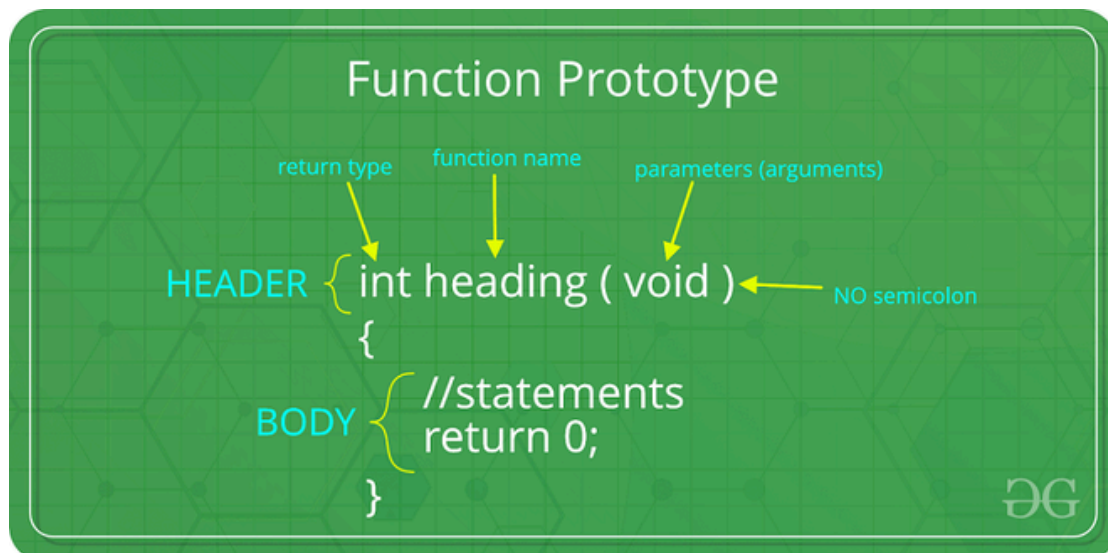 Function Prototype
return type function name parameters (arguments)
HEADER int heading ( void ) NO semicolon
{
//statements
BODY
return 0;
}
GG